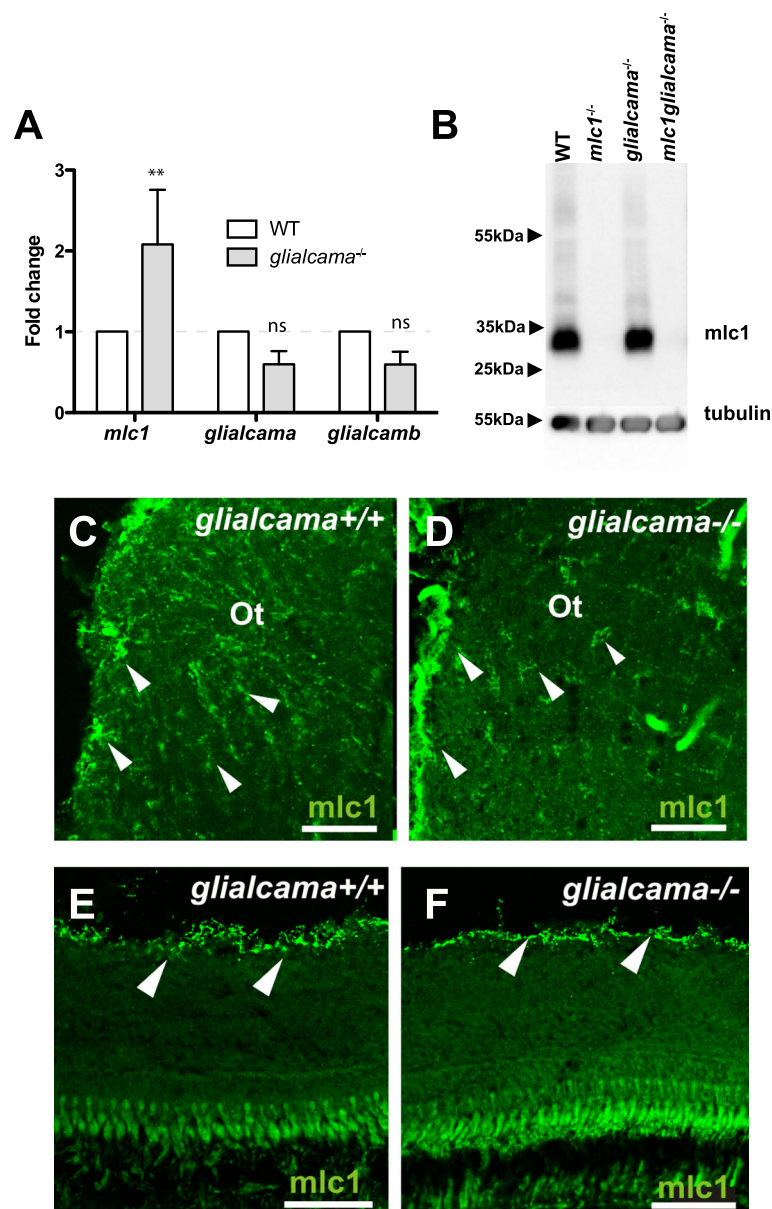 A
3
2
1
0
Fold change
**
ns
ns
WT
glialcama-/-
mlc1
glialcama
glialcamb
B
WT
mlc1-/-
glialcama-/-
mlc1glialcama-/-
55kDa
35kDa
25kDa
55kDa
mlc1
tubulin
C
glialcama+/+
Ot
mlc1
D
glialcama-/-
Ot
mlc1
E
glialcama+/+
mlc1
F
glialcama-/-
mlc1